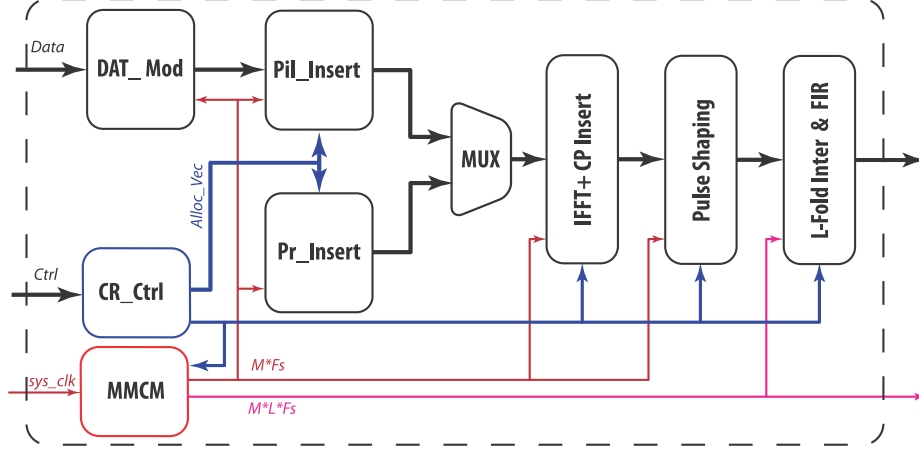 Data
DAT_ Mod
Pil_Insert
Alloc_Vec
MUX
IFFT+ CP Insert
Pulse Shaping
L-Fold Inter & FIR
Pr_Insert
Ctrl
CR_Ctrl
sys_clk
MMCM
M*Fs
M*L*Fs